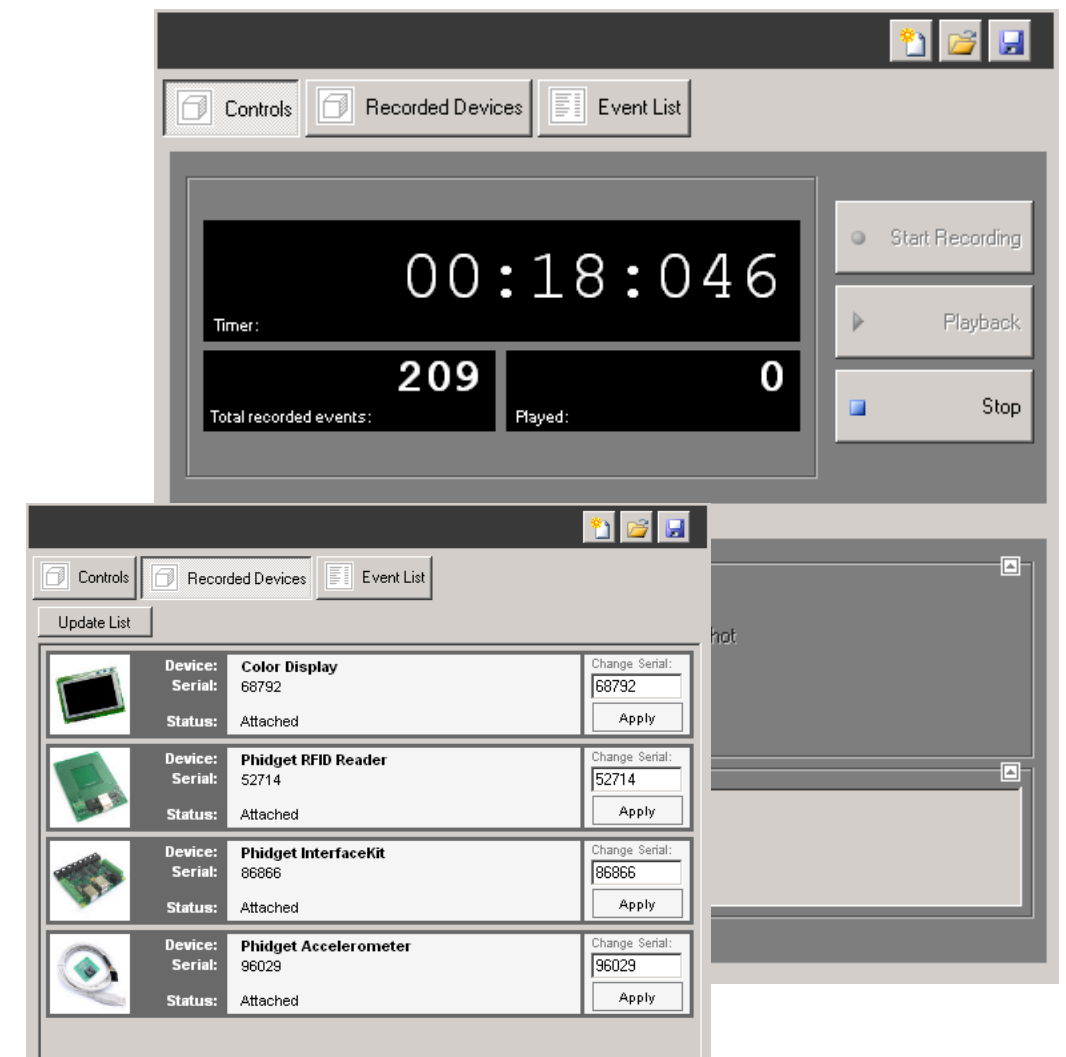 Controls
Recorded Devices
Event List
00:18:046
Timer:
209
Total recorded events:
0
Played:
Start Recording
Playback
Stop
hot
Controls
Recorded Devices
Event List
Update List
Device: Color Display
Serial: 68792
Status: Attached
Change Serial:
68792
Apply
Device: Phidget RFID Reader
Serial: 52714
Status: Attached
Change Serial:
52714
Apply
Device: Phidget InterfaceKit
Serial: 86866
Status: Attached
Change Serial:
86866
Apply
Device: Phidget Accelerometer
Serial: 96029
Status: Attached
Change Serial:
96029
Apply